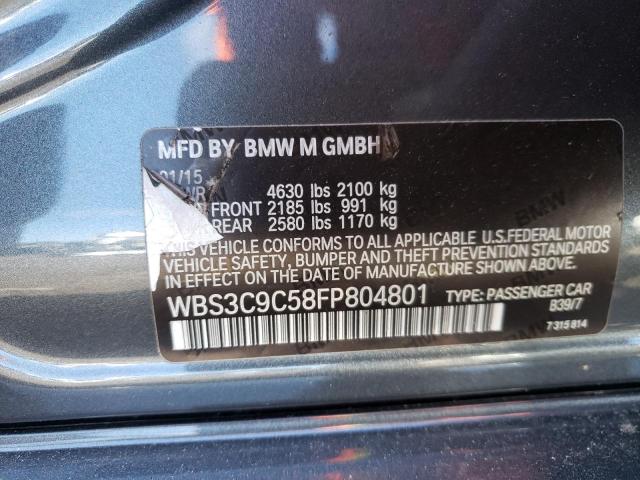 MFD BY BMW M GMBH
01/15
4630 lbs 2100 kg
FRONT 2185 lbs 991 kg
REAR 2580 lbs 1170 kg
THIS VEHICLE CONFORMS TO ALL APPLICABLE U.S.FEDERAL MOTOR
VEHICLE SAFETY, BUMPER AND THEFT PREVENTION STANDARDS IN
EFFECT ON THE DATE OF MANUFACTURE SHOWN ABOVE.
WBS3C9C58FP804801 TYPE: PASSENGER CAR
B39/7
7315814